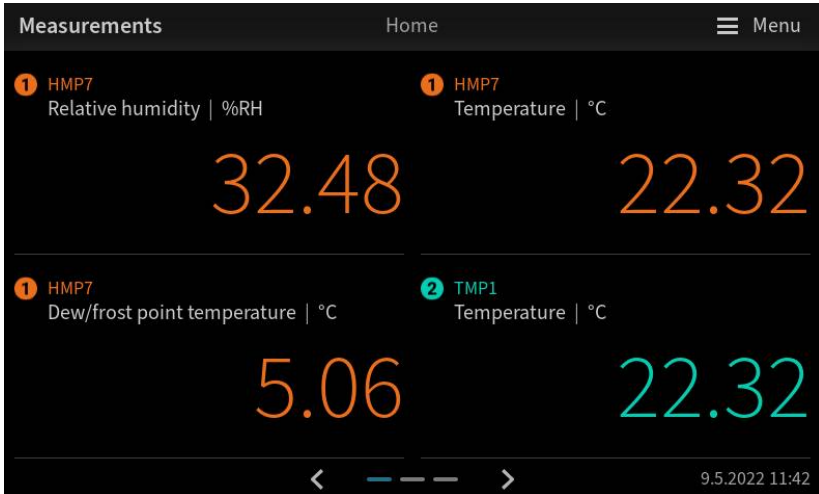 Measurements Home Menu
1 HMP7
Relative humidity | %RH
32.48
1 HMP7
Temperature | °C
22.32
1 HMP7
Dew/frost point temperature | °C
5.06
2 TMP1
Temperature | °C
22.32
9.5.2022 11:42